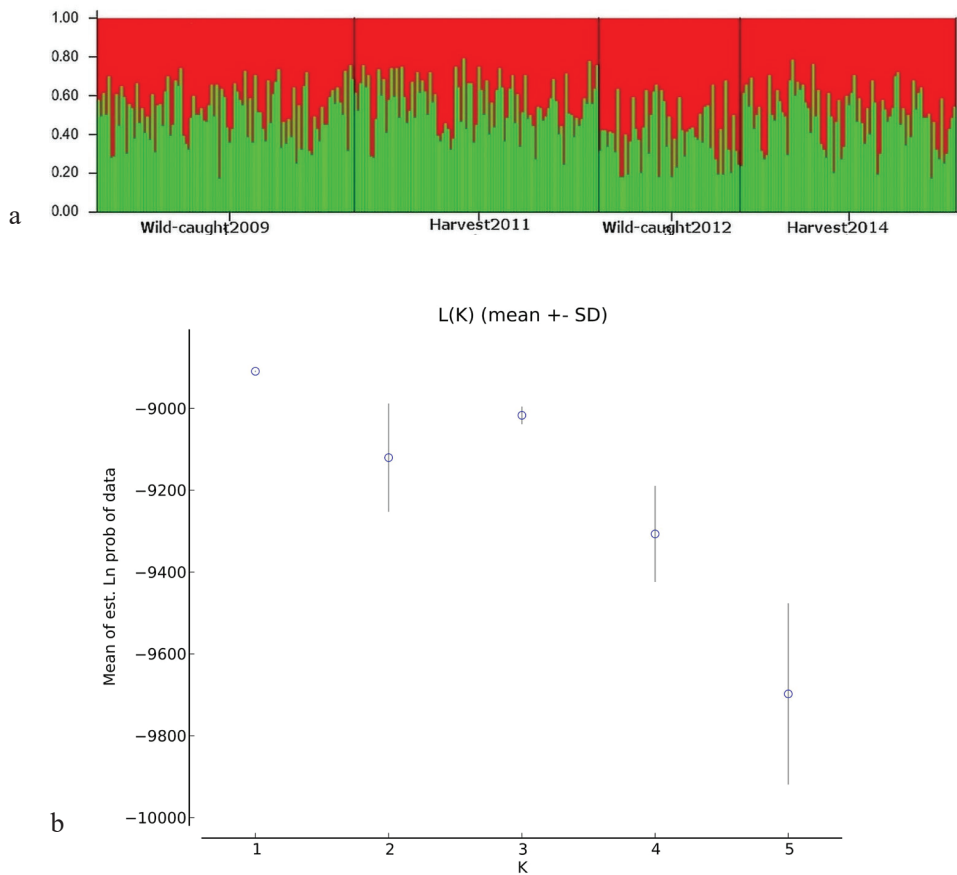 1.00
0.80
0.60
0.40
0.20
0.00
a
Wild-caught2009 Harvest2011 Wild-caught2012 Harvest2014
L(K) (mean +- SD)
Mean of est. Ln prob of data
−9000
−9200
−9400
−9600
−9800
−10000
b
1 2 3 4 5
K